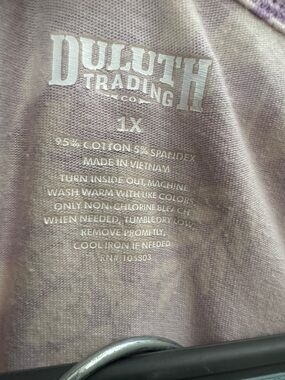 DULUTH
TRADING
CO
1X
95% COTTON 5% SPANDEX
MADE IN VIETNAM
TURN INSIDE OUT, MACHINE
WASH WARM WITH LIKE COLORS,
ONLY NON-CHLORINE BLEACH
WHEN NEEDED, TUMBLE DRY LOW,
REMOVE PROMPTLY,
COOL IRON IF NEEDED
RN# 105803